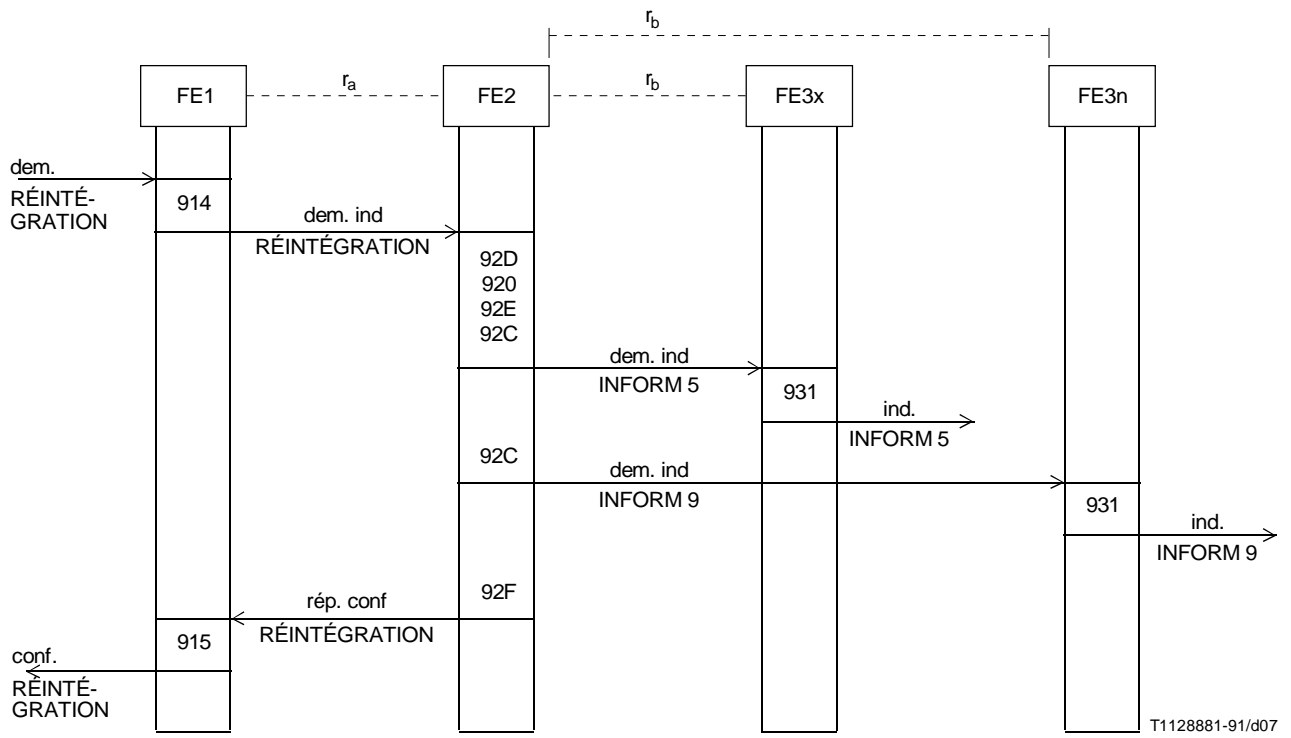 r_b
FE1
r_a
FE2
r_b
FE3x
FE3n
dem.
RÉINTÉ-
GRATION
914
dem. ind
RÉINTÉGRATION
92D
920
92E
92C
dem. ind
INFORM 5
931
ind.
INFORM 5
92C
dem. ind
INFORM 9
931
ind.
INFORM 9
92F
rép. conf
RÉINTÉGRATION
915
conf.
RÉINTÉ-
GRATION
T1128881-91/d07